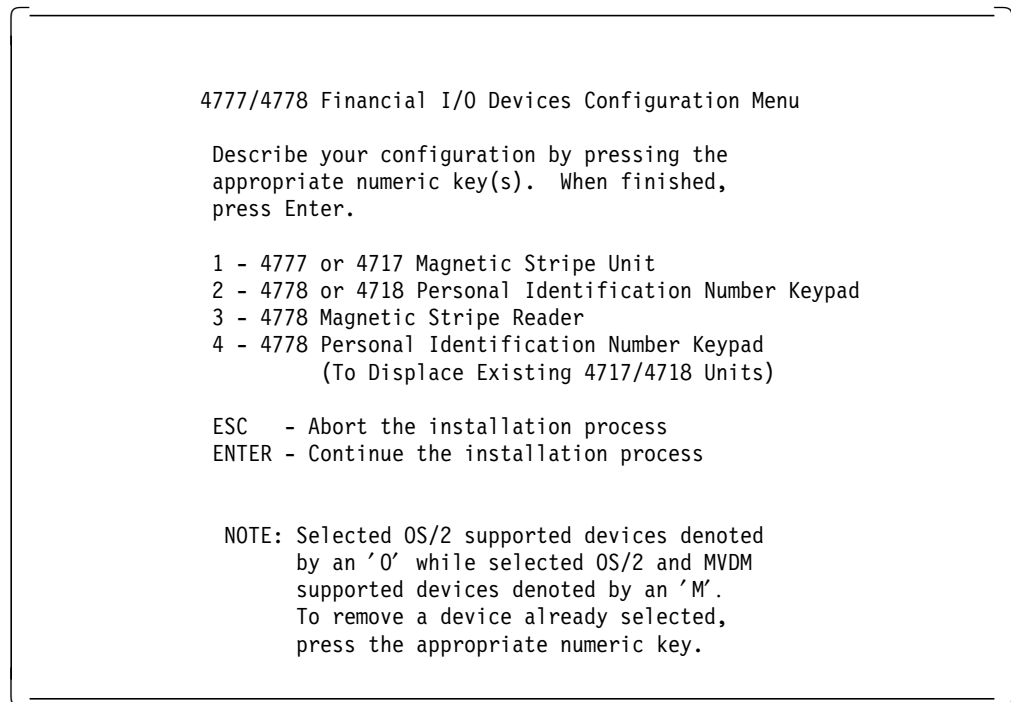 4777/4778 Financial I/O Devices Configuration Menu
Describe your configuration by pressing the
appropriate numeric key(s).  When finished,
press Enter.
1 - 4777 or 4717 Magnetic Stripe Unit
2 - 4778 or 4718 Personal Identification Number Keypad
3 - 4778 Magnetic Stripe Reader
4 - 4778 Personal Identification Number Keypad
(To Displace Existing 4717/4718 Units)
ESC   - Abort the installation process
ENTER - Continue the installation process
NOTE: Selected OS/2 supported devices denoted
by an ′O′ while selected OS/2 and MVDM
supported devices denoted by an ′M′.
To remove a device already selected,
press the appropriate numeric key.